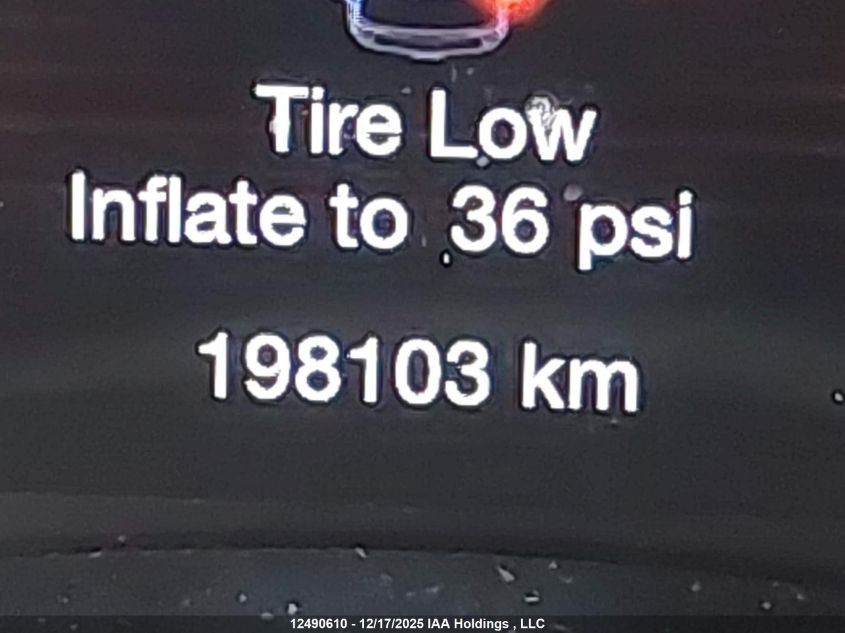 Tire Low
Inflate to 36 psi
198103 km
12490610 - 12/17/2025 IAA Holdings , LLC